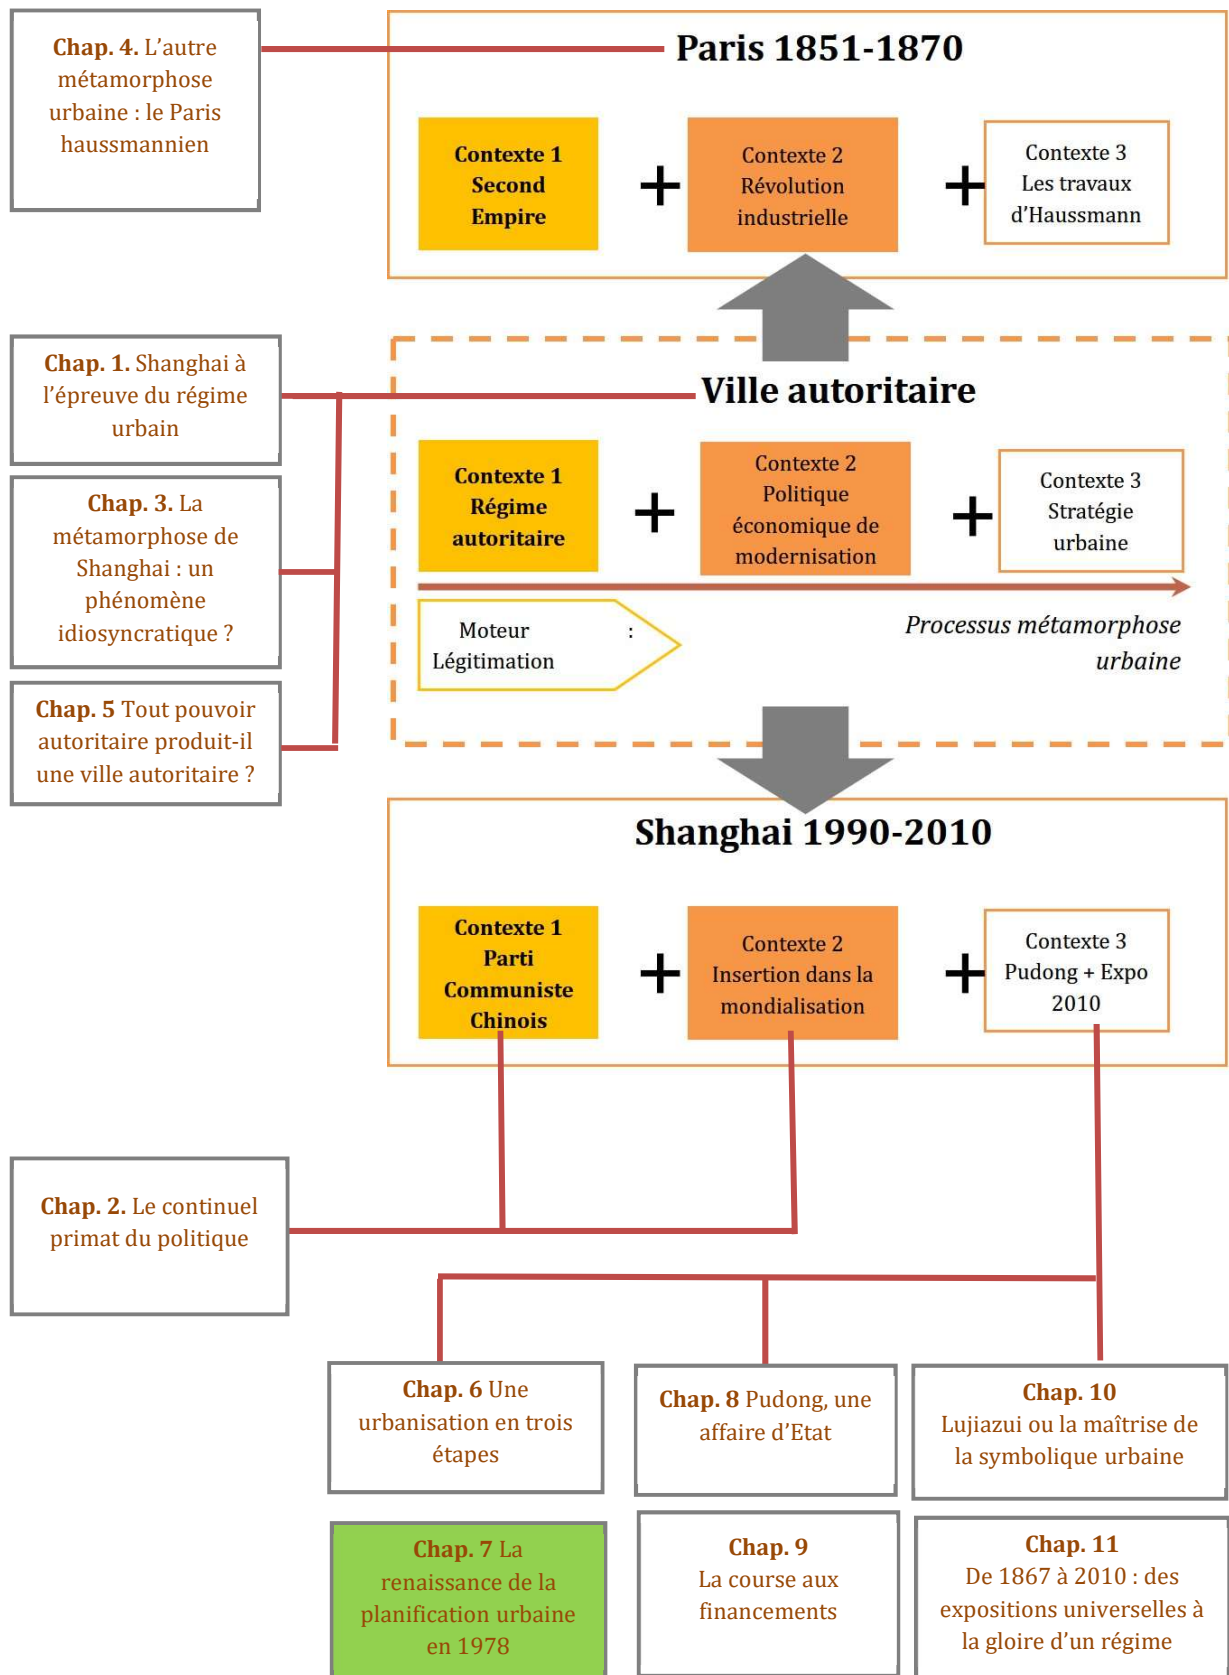 Chap. 4. L’autre
métamorphose
urbaine : le Paris
haussmannien
Paris 1851-1870
Contexte 1
Second
Empire
+
Contexte 2
Révolution
industrielle
+
Contexte 3
Les travaux
d’Haussmann
Chap. 1. Shanghai à
l’épreuve du régime
urbain
Chap. 3. La
métamorphose de
Shanghai : un
phénomène
idiosyncratique ?
Chap. 5 Tout pouvoir
autoritaire produit-il
une ville autoritaire ?
Ville autoritaire
Contexte 1
Régime
autoritaire
+
Contexte 2
Politique
économique de
modernisation
+
Contexte 3
Stratégie
urbaine
Moteur :
Légitimation
Processus métamorphose
urbaine
Shanghai 1990-2010
Contexte 1
Parti
Communiste
Chinois
+
Contexte 2
Insertion dans la
mondialisation
+
Contexte 3
Pudong + Expo
2010
Chap. 2. Le continuel
primat du politique
Chap. 6 Une
urbanisation en trois
étapes
Chap. 8 Pudong, une
affaire d’Etat
Chap. 10
Lujiazui ou la maîtrise de
la symbolique urbaine
Chap. 7 La
renaissance de la
planification urbaine
en 1978
Chap. 9
La course aux
financements
Chap. 11
De 1867 à 2010 : des
expositions universelles à
la gloire d’un régime